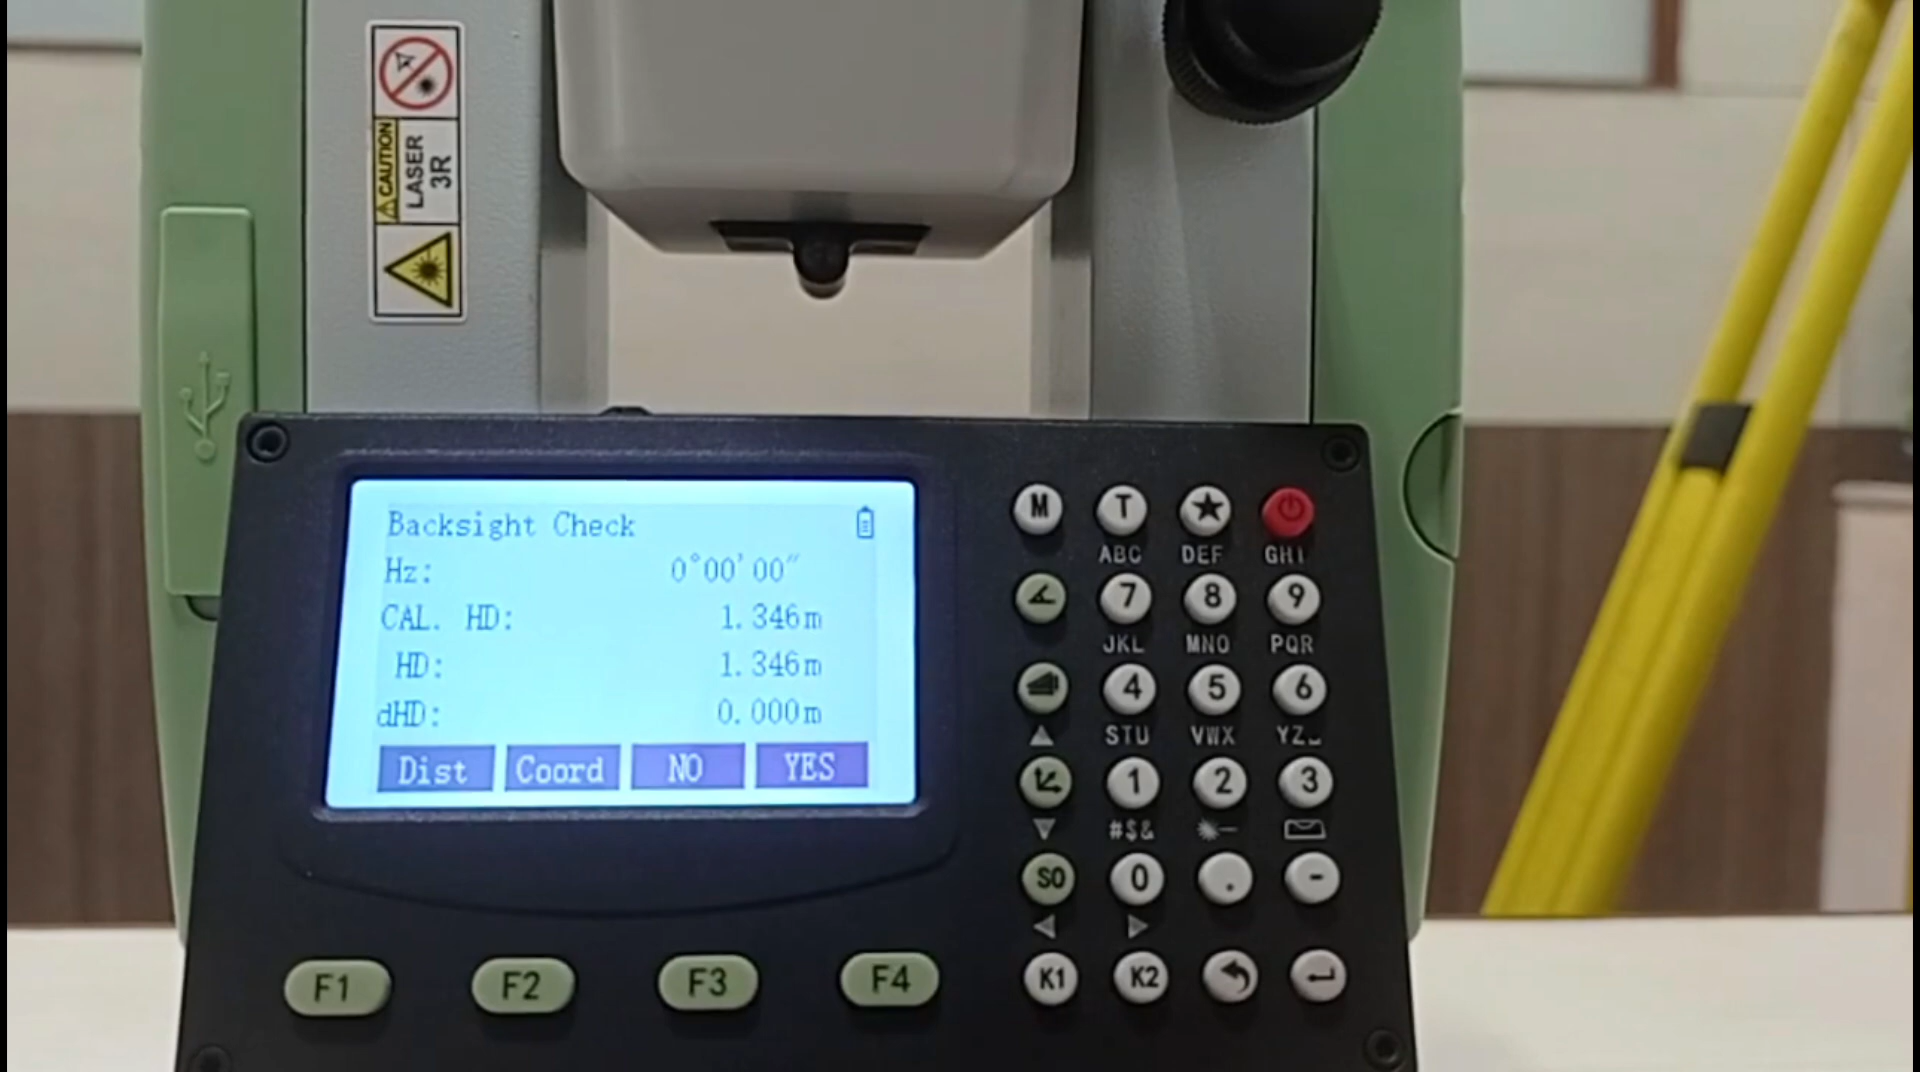 CAUTION
LASER
3R
Backsight Check
Hz: 0°00'00"
CAL. HD: 1.346m
HD: 1.346m
dHD: 0.000m
Dist Coord NO YES
F1 F2 F3 F4
M T ★
ABC DEF GHI
7 8 9
JKL MNO PQR
4 5 6
STU VWX YZ_
1 2 3
#$&
SO 0 . -
K1 K2